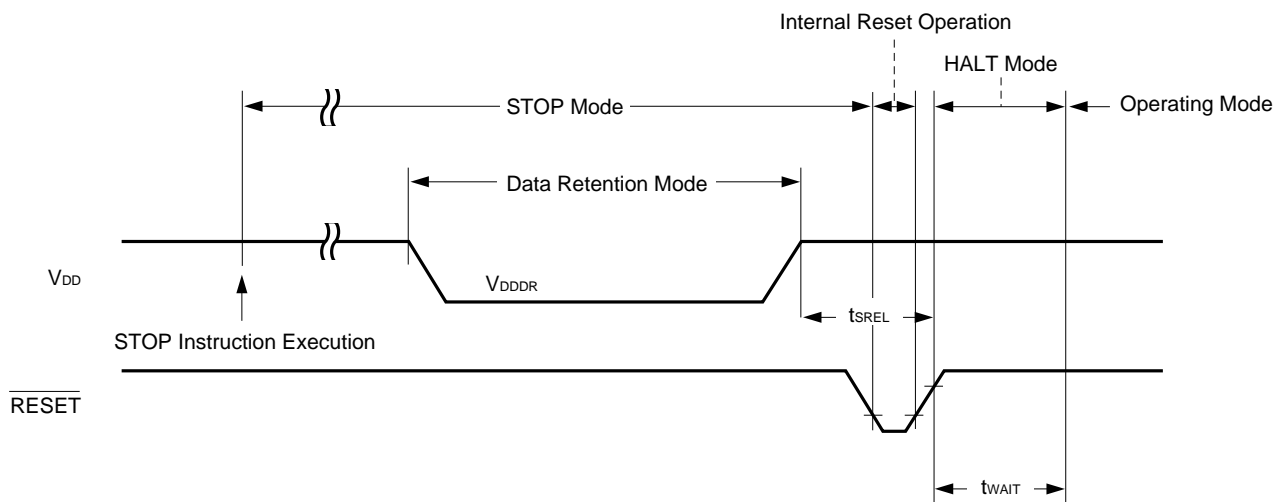 Internal Reset Operation
HALT Mode
STOP Mode
Operating Mode
Data Retention Mode
VDD
VDDDR
tSREL
STOP Instruction Execution
RESET
tWAIT